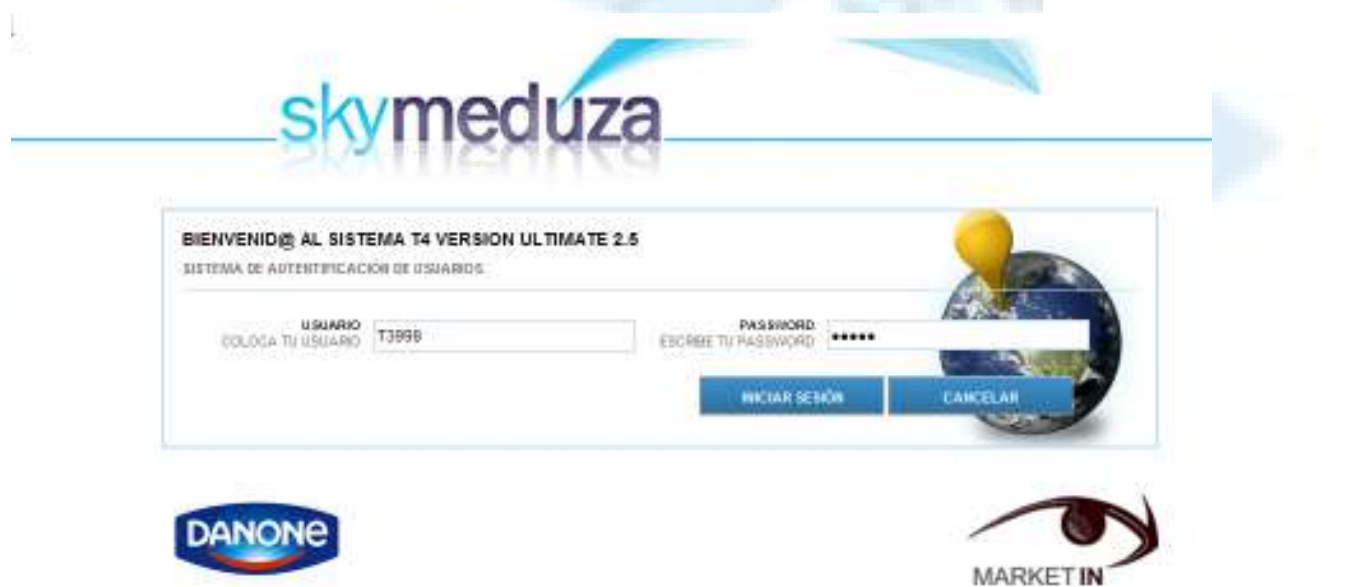 skymeduza
BIENVENID@ AL SISTEMA T4 VERSION ULTIMATE 2.5
SISTEMA DE AUTENTIFICACIÓN DE USUARIOS
USUARIO
COLOCA TU USUARIO
T3999
PASSWORD
ESCRIBE TU PASSWORD
•••••
INICIAR SESIÓN
CANCELAR
DANONE
MARKET IN